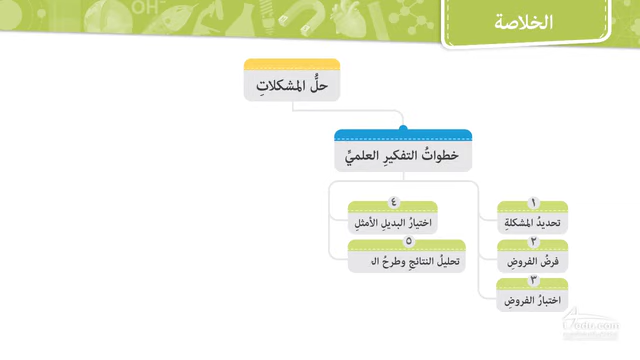 الخلاصة
حلُّ المشكلاتِ
خطواتُ التفكيرِ العلميِّ
١
تحديدُ المشكلةِ
٢
فرضُ الفروضِ
٣
اختبارُ الفروضِ
٤
اختيارُ البديلِ الأمثلِ
٥
تحليلُ النتائجِ وطرحُ
OH⁻